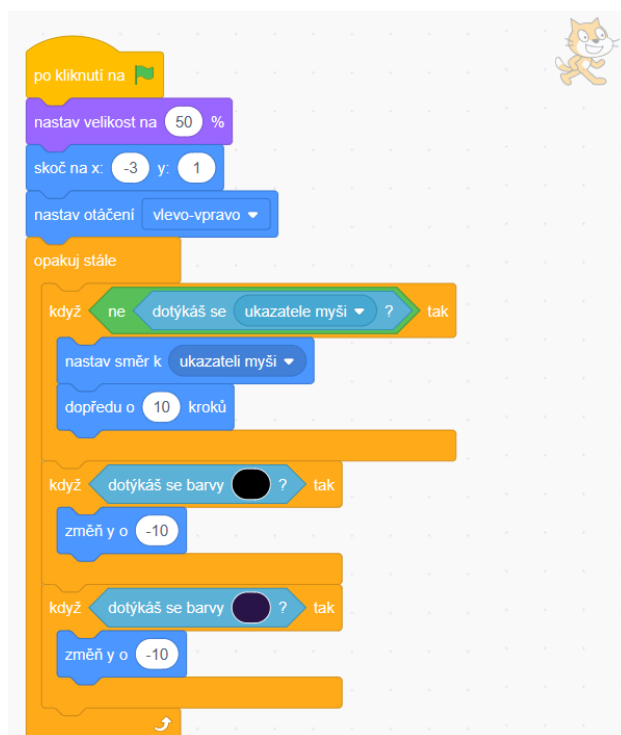 po kliknutí na
nastav velikost na 50 %
skoč na x: -3 y: 1
nastav otáčení vlevo-vpravo
opakuj stále
když ne dotýkáš se ukazatele myši ? tak
nastav směr k ukazateli myši
dopředu o 10 kroků
když dotýkáš se barvy ? tak
změň y o -10
když dotýkáš se barvy ? tak
změň y o -10